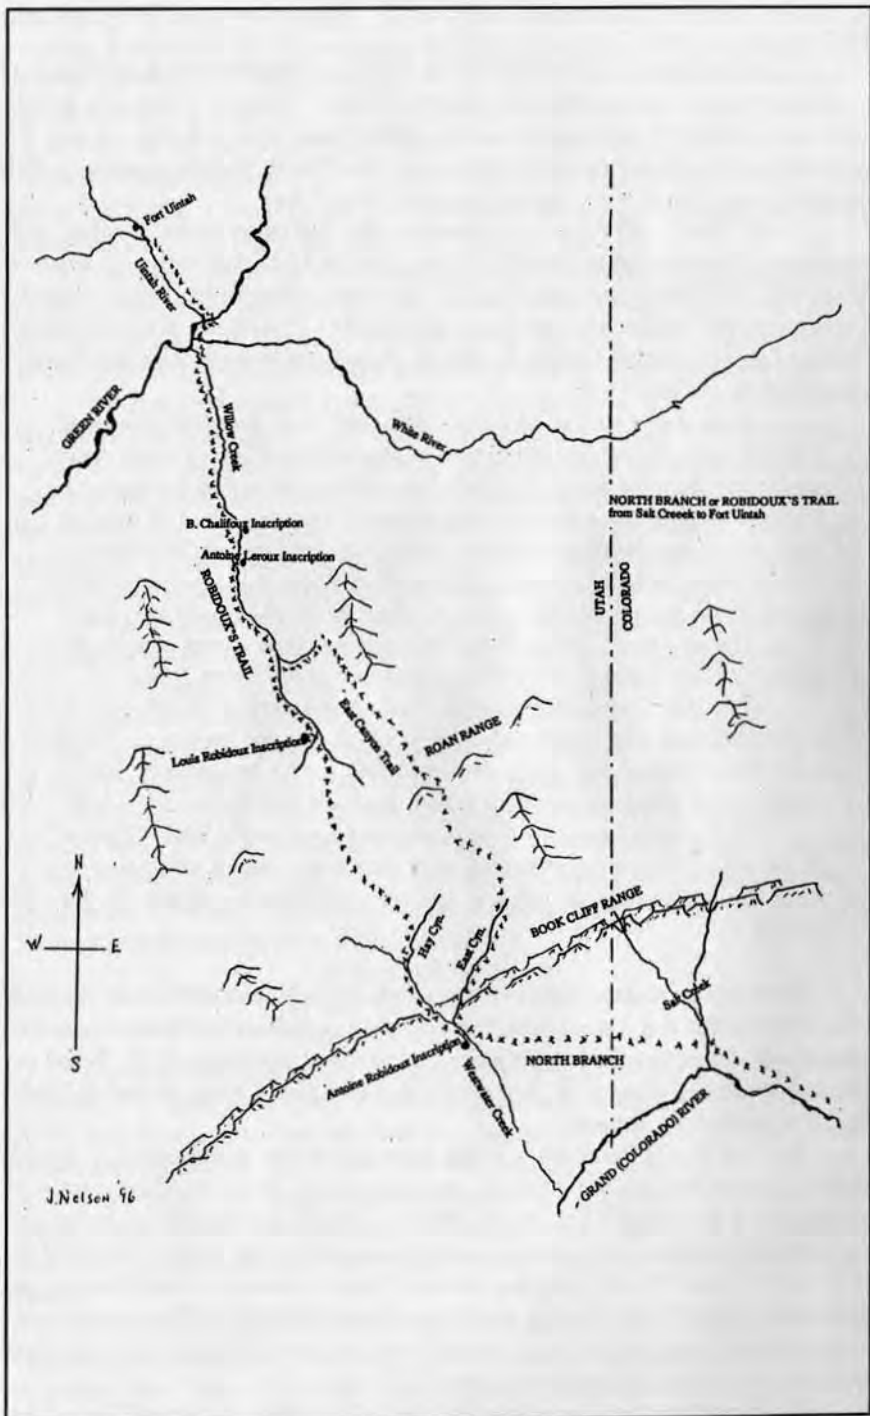 Fort Uintah
Uintah River
GREEN RIVER
Willow Creek
White River
NORTH BRANCH or ROBIDOUX'S TRAIL
from Salt Creeek to Fort Uintah
B. Chalifoux Inscription
Antoine Leroux Inscription
UTAH
COLORADO
ROBIDOUX'S TRAIL
East Canyon Trail
ROAN RANGE
Louis Robidoux Inscription
N
W
E
S
BOOK CLIFF RANGE
Hay Cyn.
East Cyn.
Salt Creek
Antoine Robidoux Inscription
NORTH BRANCH
Westwater Creek
GRAND (COLORADO) RIVER
J. Nelson '96